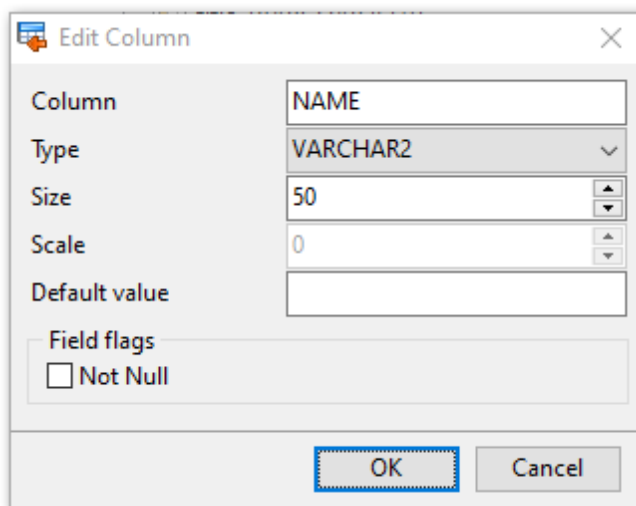 Edit Column
Column NAME
Type VARCHAR2
Size 50
Scale 0
Default value
Field flags
Not Null
OK Cancel